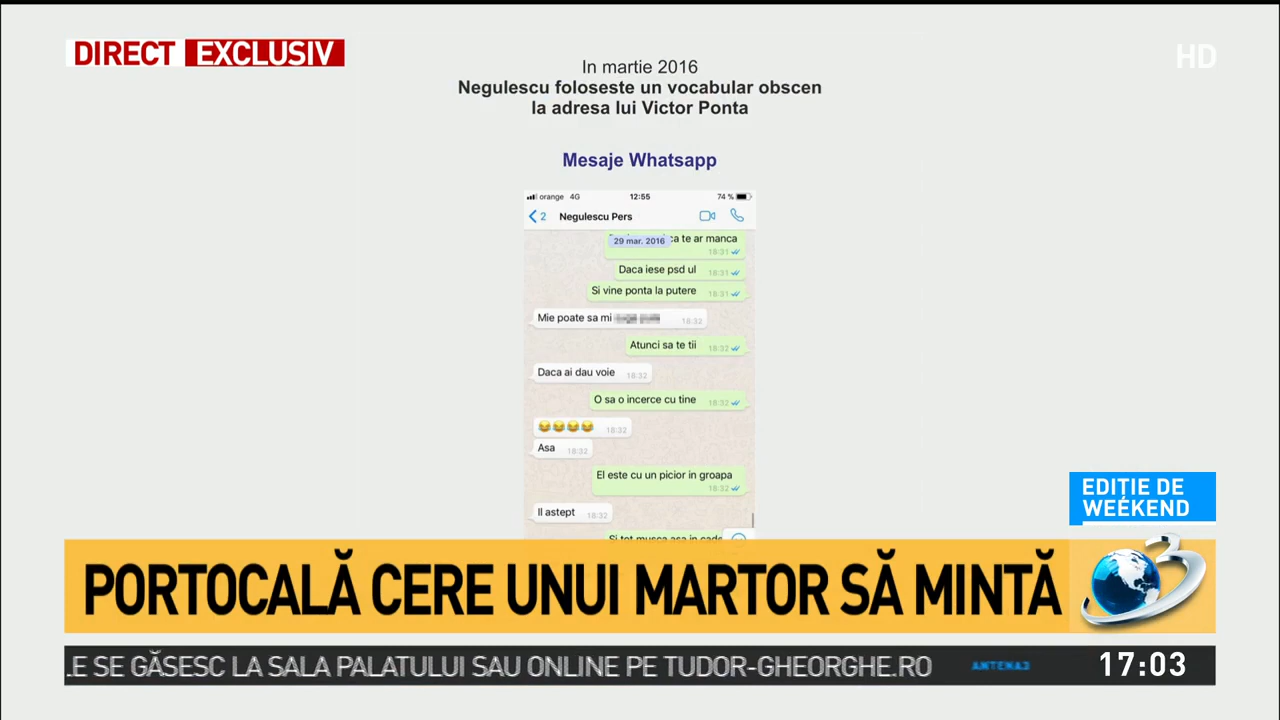 DIRECT EXCLUSIV
HD
In martie 2016
Negulescu foloseste un vocabular obscen
la adresa lui Victor Ponta
Mesaje Whatsapp
orange 4G 12:55 74 %
2 Negulescu Pers
29 mar. 2016
ca te ar manca
18:31
Daca iese psd ul 18:31
Si vine ponta la putere 18:31
Mie poate sa mi 18:32
Atunci sa te tii 18:32
Daca ai dau voie 18:32
O sa o incerce cu tine 18:32
18:32
Asa 18:32
El este cu un picior in groapa
18:32
Il astept 18:32
EDIȚIE DE
WEEKEND
PORTOCALĂ CERE UNUI MARTOR SĂ MINTĂ
3
.E SE GĂSESC LA SALA PALATULUI SAU ONLINE PE TUDOR-GHEORGHE.RO ANTENA3 17:03